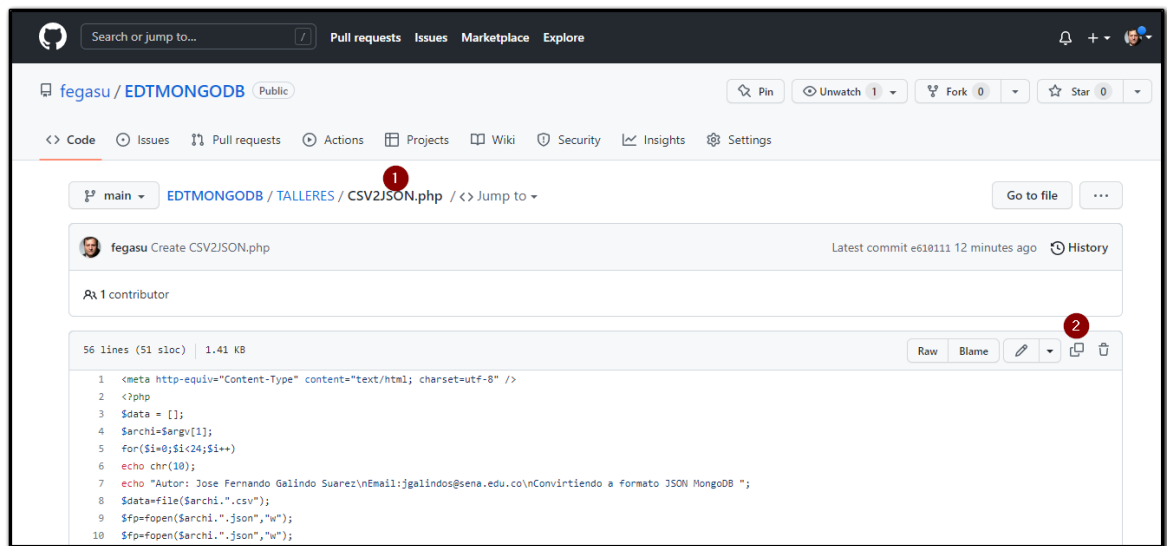 Search or jump to... / Pull requests Issues Marketplace Explore
fegasu / EDTMONGODB Public Pin Unwatch 1 Fork 0 Star 0
<> Code Issues Pull requests Actions Projects Wiki Security Insights Settings
1
main EDTMONGODB / TALLERES / CSV2JSON.php / <> Jump to Go to file ...
fegasu Create CSV2JSON.php Latest commit e610111 12 minutes ago History
1 contributor
2
56 lines (51 sloc) 1.41 KB Raw Blame
1 <meta http-equiv="Content-Type" content="text/html; charset=utf-8" />
2 <?php
3 $data = [];
4 $archi=$argv[1];
5 for($i=0;$i<24;$i++)
6 echo chr(10);
7 echo "Autor: Jose Fernando Galindo Suarez\nEmail:jgalindos@sena.edu.co\nConvirtiendo a formato JSON MongoDB ";
8 $data=file($archi.".csv");
9 $fp=fopen($archi.".json","w");
10 $fp=fopen($archi.".json","w");